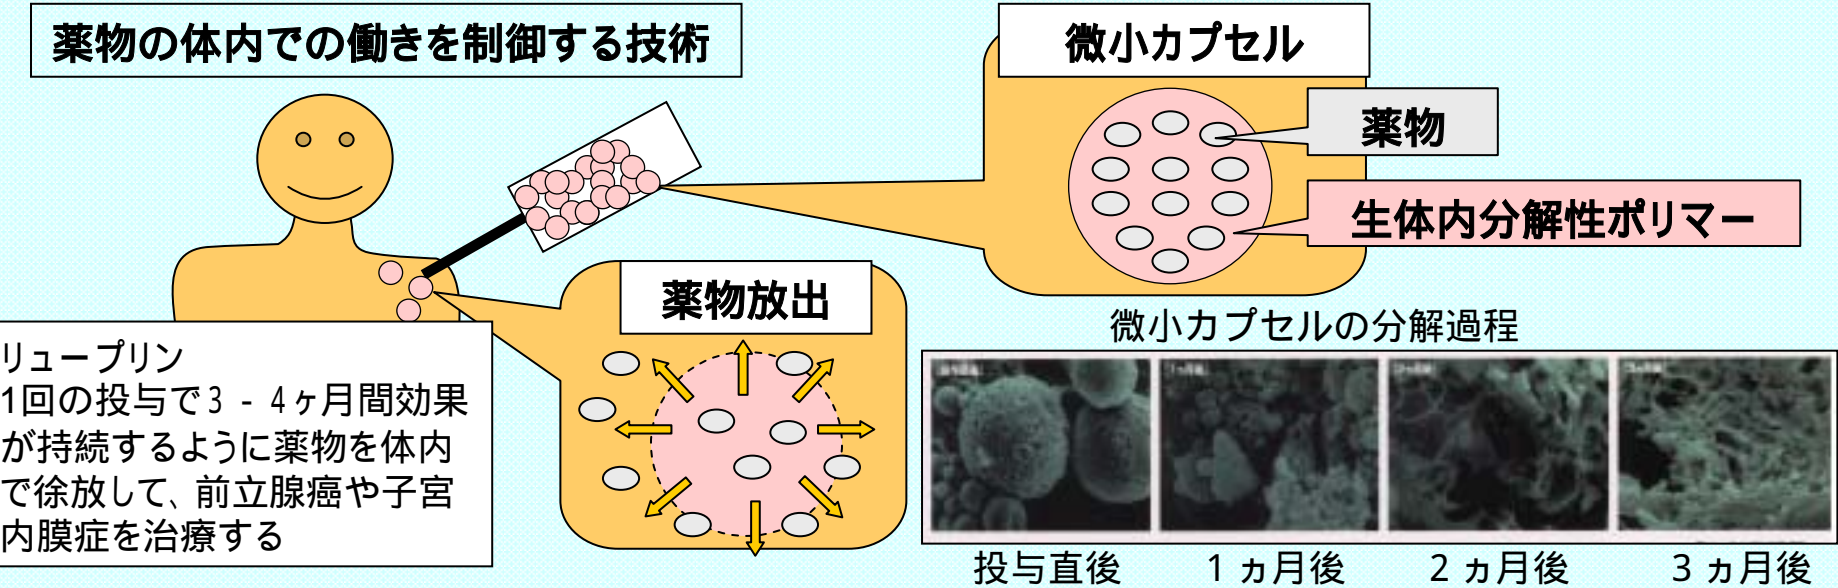 薬物の体内での働きを制御する技術
微小カプセル
薬物
生体内分解性ポリマー
薬物放出
リュープリン
1回の投与で3 - 4ヶ月間効果
が持続するように薬物を体内
で徐放して、前立腺癌や子宮
内膜症を治療する
微小カプセルの分解過程
投与直後
1ヵ月後
2ヵ月後
3ヵ月後